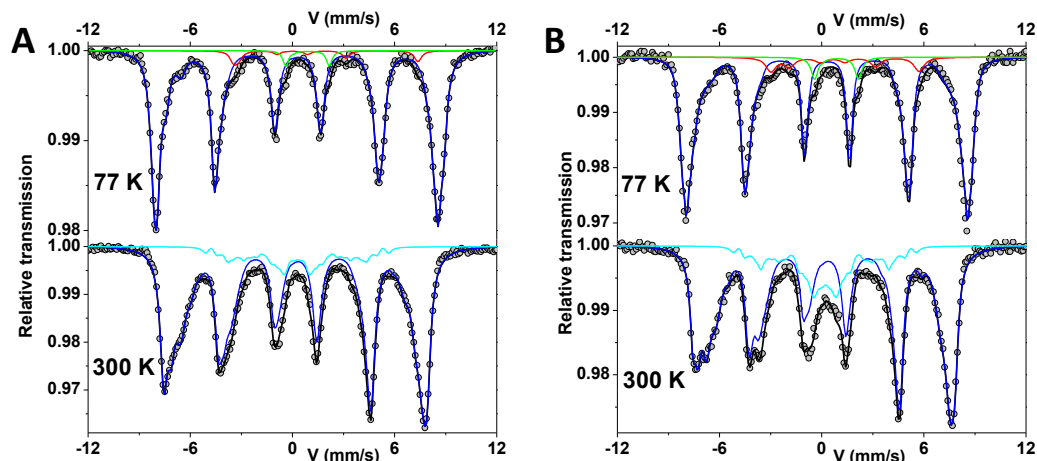 A
V (mm/s)
-12 -6 0 6 12
1.00
0.99
0.98
77 K
1.00
0.99
0.98
0.97
300 K
Relative transmission
-12 -6 0 6 12
V (mm/s)
B
V (mm/s)
-12 -6 0 6 12
1.00
0.99
0.98
0.97
77 K
1.00
0.99
0.98
300 K
Relative transmission
-12 -6 0 6 12
V (mm/s)